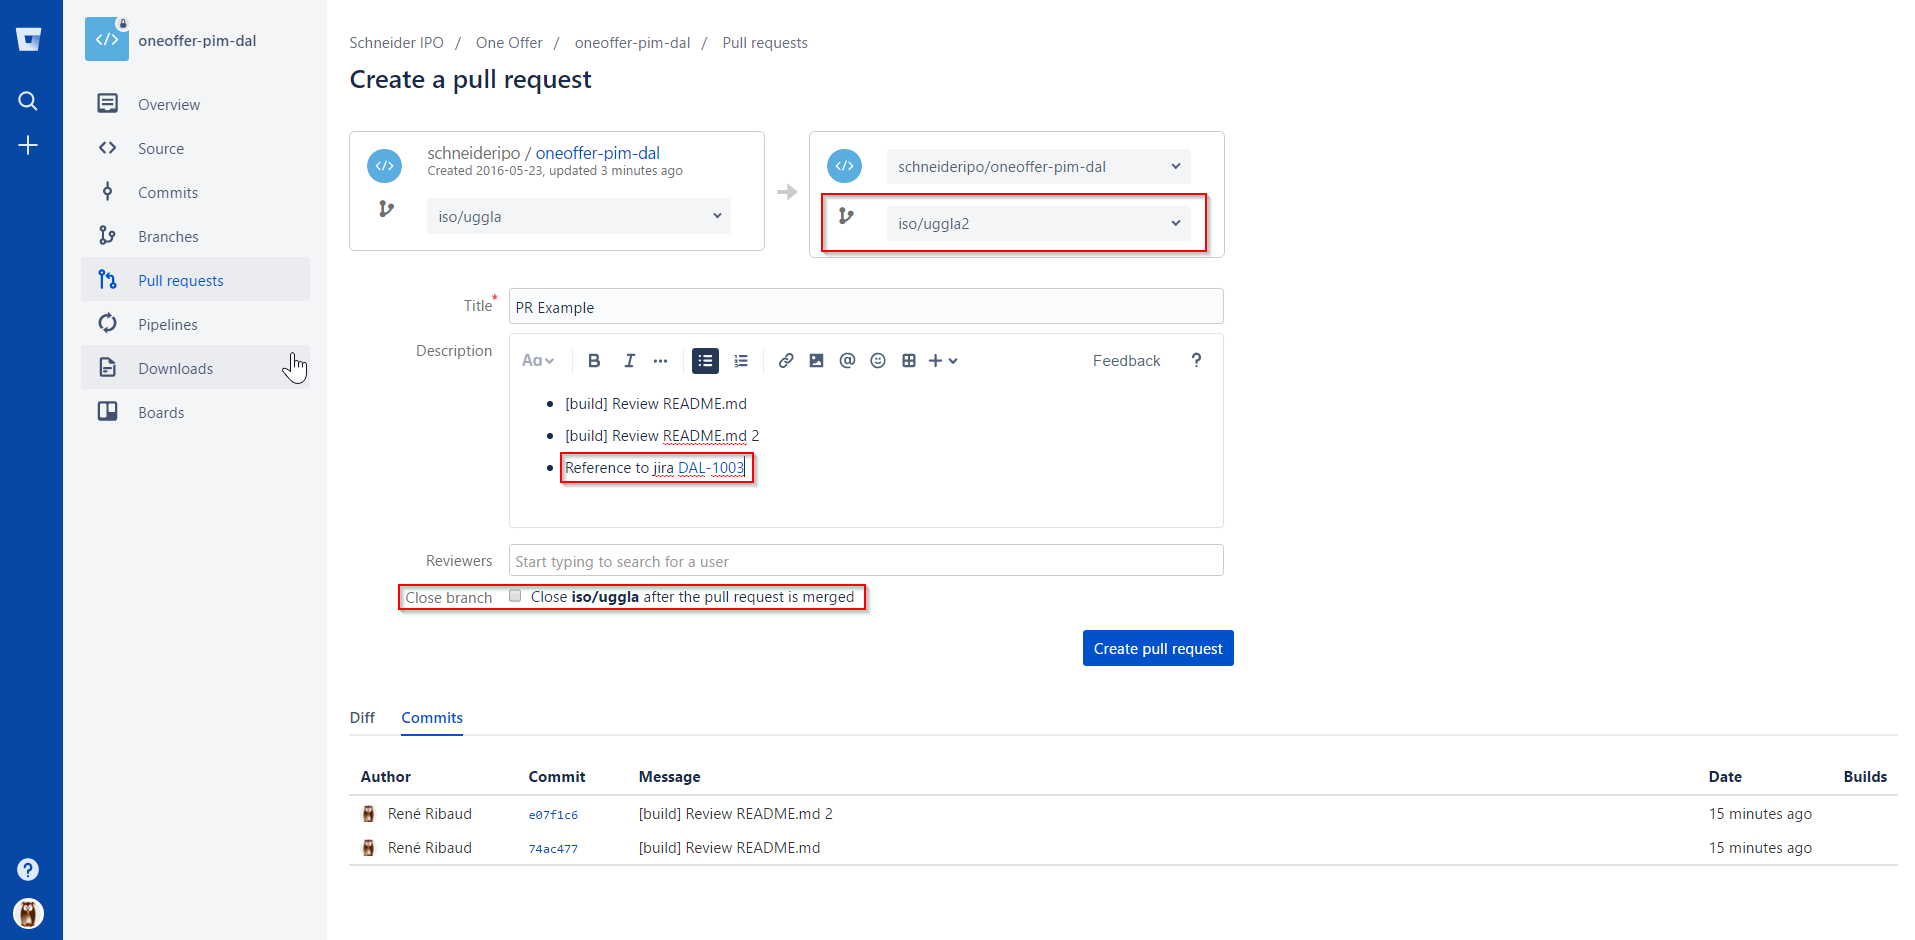 oneoffer-pim-dal
Overview
Source
Commits
Branches
Pull requests
Pipelines
Downloads
Boards
Schneider IPO / One Offer / oneoffer-pim-dal / Pull requests
Create a pull request
schneideripo / oneoffer-pim-dal
Created 2016-05-23, updated 3 minutes ago
iso/uggla
schneideripo/oneoffer-pim-dal
iso/uggla2
Title* PR Example
Description
Aa B I ••• Feedback ?
• [build] Review README.md
• [build] Review README.md 2
• Reference to jira DAL-1003
Reviewers Start typing to search for a user
Close branch Close iso/uggla after the pull request is merged
Create pull request
Diff Commits
Author Commit Message Date Builds
René Ribaud e07f1c6 [build] Review README.md 2 15 minutes ago
René Ribaud 74ac477 [build] Review README.md 15 minutes ago